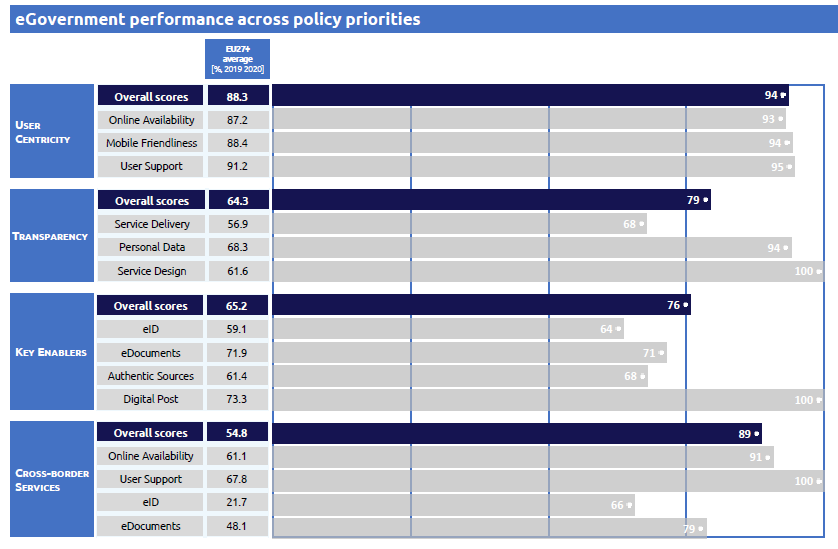 eGovernment performance across policy priorities
EU27+
average
[%, 2019 2020]
USER
CENTRICITY
Overall scores 88.3 94
Online Availability 87.2 93
Mobile Friendliness 88.4 94
User Support 91.2 95
TRANSPARENCY
Overall scores 64.3 79
Service Delivery 56.9 68
Personal Data 68.3 94
Service Design 61.6 100
KEY ENABLERS
Overall scores 65.2 76
eID 59.1 64
eDocuments 71.9 71
Authentic Sources 61.4 68
Digital Post 73.3 100
CROSS-BORDER
SERVICES
Overall scores 54.8 89
Online Availability 61.1 91
User Support 67.8 100
eID 21.7 66
eDocuments 48.1 79